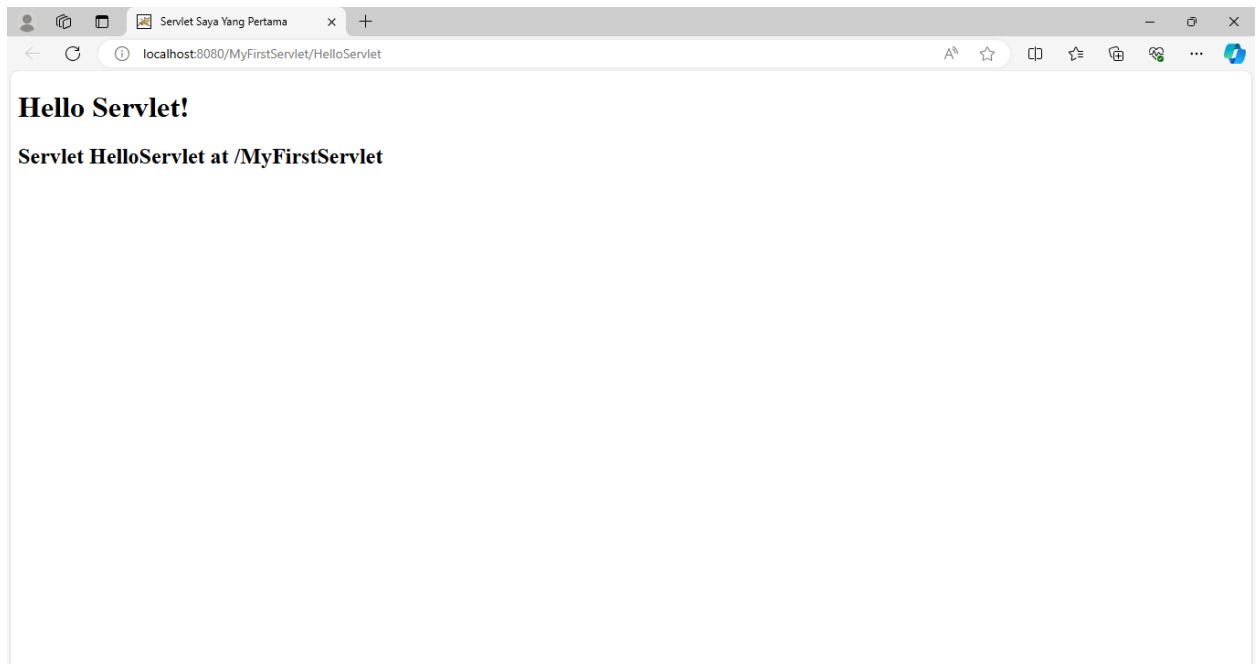 Servlet Saya Yang Pertama
localhost:8080/MyFirstServlet/HelloServlet
Hello Servlet!
Servlet HelloServlet at /MyFirstServlet